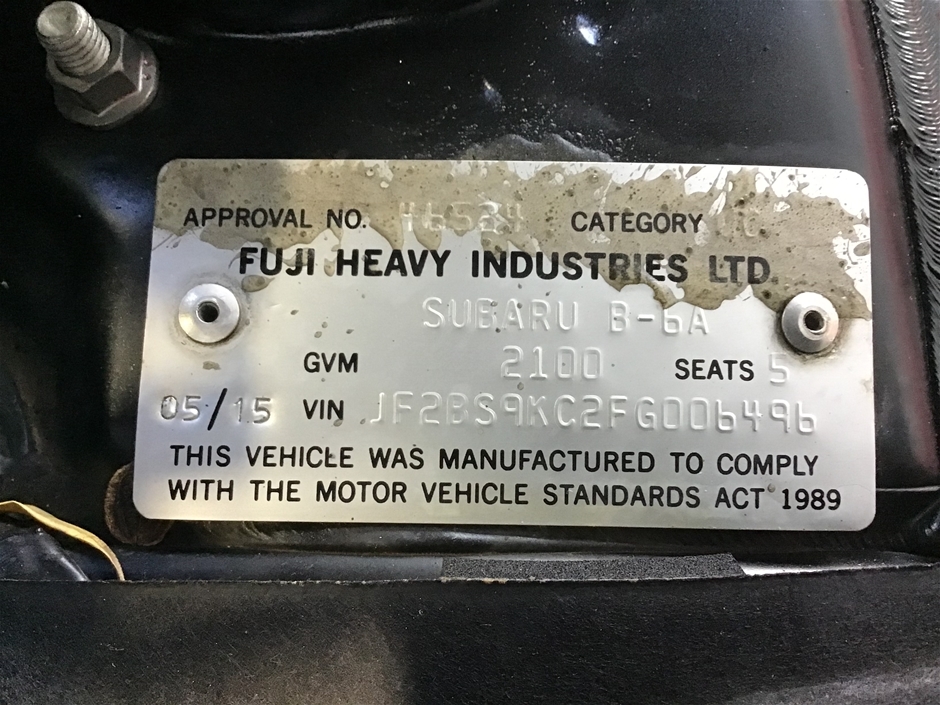 APPROVAL NO. 46534 CATEGORY
FUJI HEAVY INDUSTRIES LTD.
SUBARU B-6A
GVM 2100 SEATS 5
05/15 VIN JF2BS9KC2FG006496
THIS VEHICLE WAS MANUFACTURED TO COMPLY
WITH THE MOTOR VEHICLE STANDARDS ACT 1989